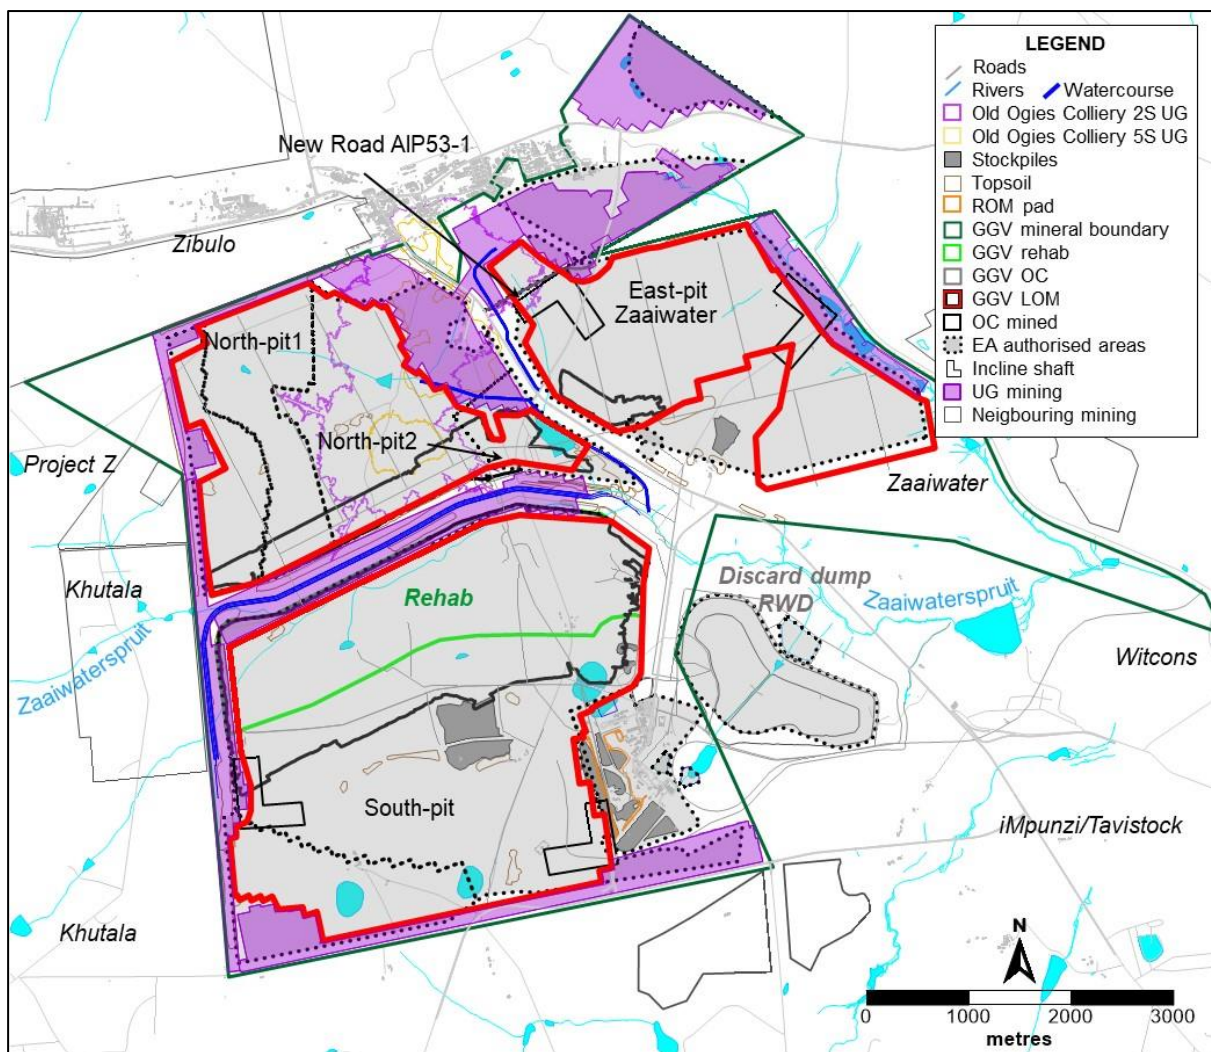 LEGEND
Roads
Rivers
Watercourse
Old Ogies Colliery 2S UG
Old Ogies Colliery 5S UG
Stockpiles
Topsoil
ROM pad
GGV mineral boundary
GGV rehab
GGV OC
GGV LOM
OC mined
EA authorised areas
Incline shaft
UG mining
Neigbouring mining
New Road AIP53-1
Zibulo
East-pit
Zaaiwater
North-pit1
North-pit2
Project Z
Zaaiwater
Khutala
Rehab
Discard dump
RWD
Zaaiwaterspruit
Zaaiwaterspruit
Witcons
South-pit
iMpunzi/Tavistock
Khutala
N
0 1000 2000 3000
metres